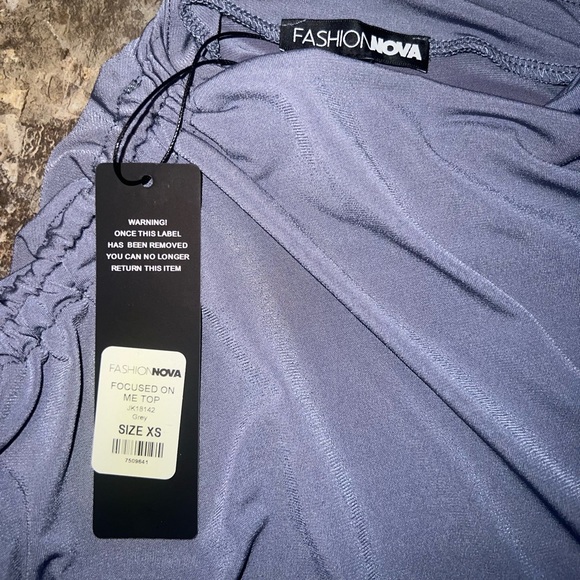 FASHIONNOVA
WARNING!
ONCE THIS LABEL
HAS BEEN REMOVED
YOU CAN NO LONGER
RETURN THIS ITEM
FASHIONNOVA
FOCUSED ON
ME TOP
JK18142
Grey
SIZE XS
7509641